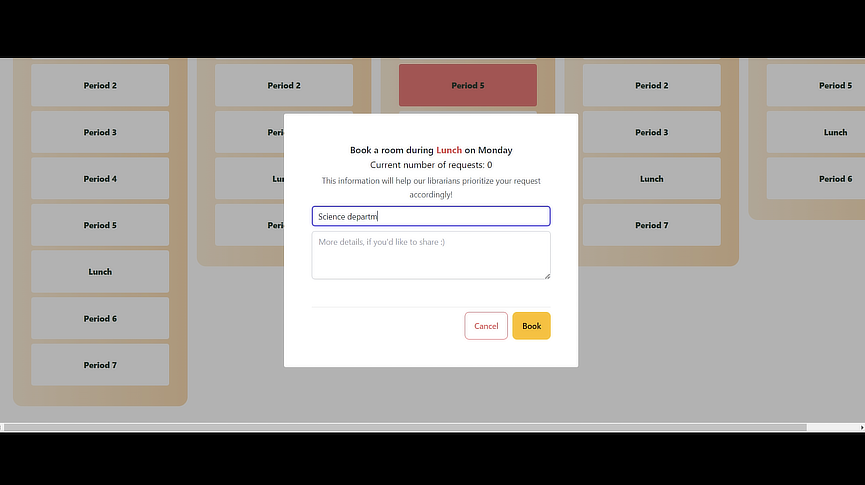 Period 2
Period 3
Period 4
Period 5
Lunch
Period 6
Period 7
Period 2
Period 5
Book a room during Lunch on Monday
Current number of requests: 0
This information will help our librarians prioritize your request
accordingly!
Science departm
More details, if you'd like to share :)
Cancel
Book
Period 2
Period 3
Lunch
Period 7
Period 5
Lunch
Period 6